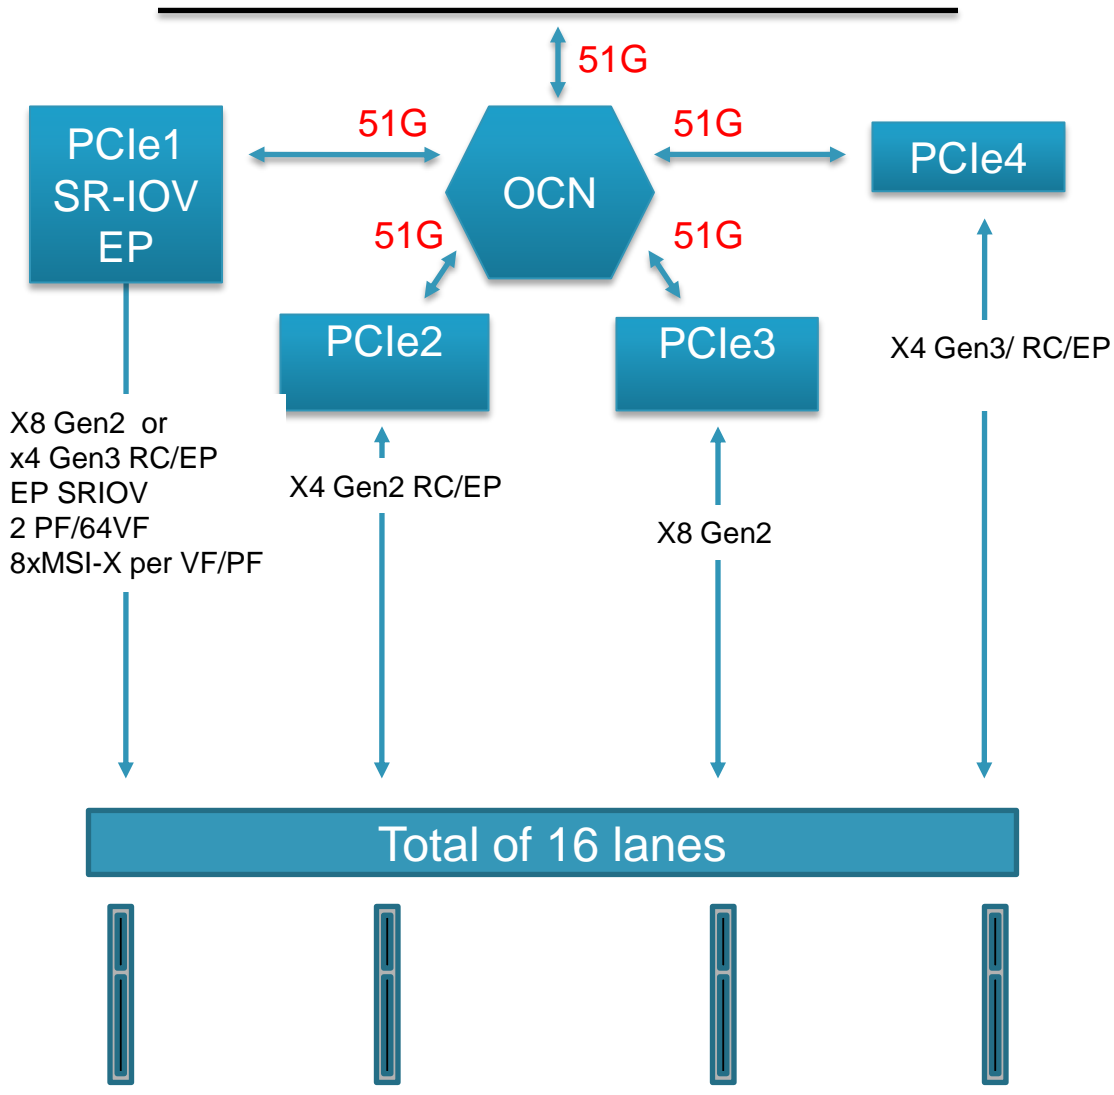 51G
51G
51G
PCIe1
SR-IOV
EP
OCN
PCIe4
51G
51G
PCIe2
PCIe3
X4 Gen3/ RC/EP
X8 Gen2  or
x4 Gen3 RC/EP
EP SRIOV
2 PF/64VF
8xMSI-X per VF/PF
X4 Gen2 RC/EP
X8 Gen2
Total of 16 lanes